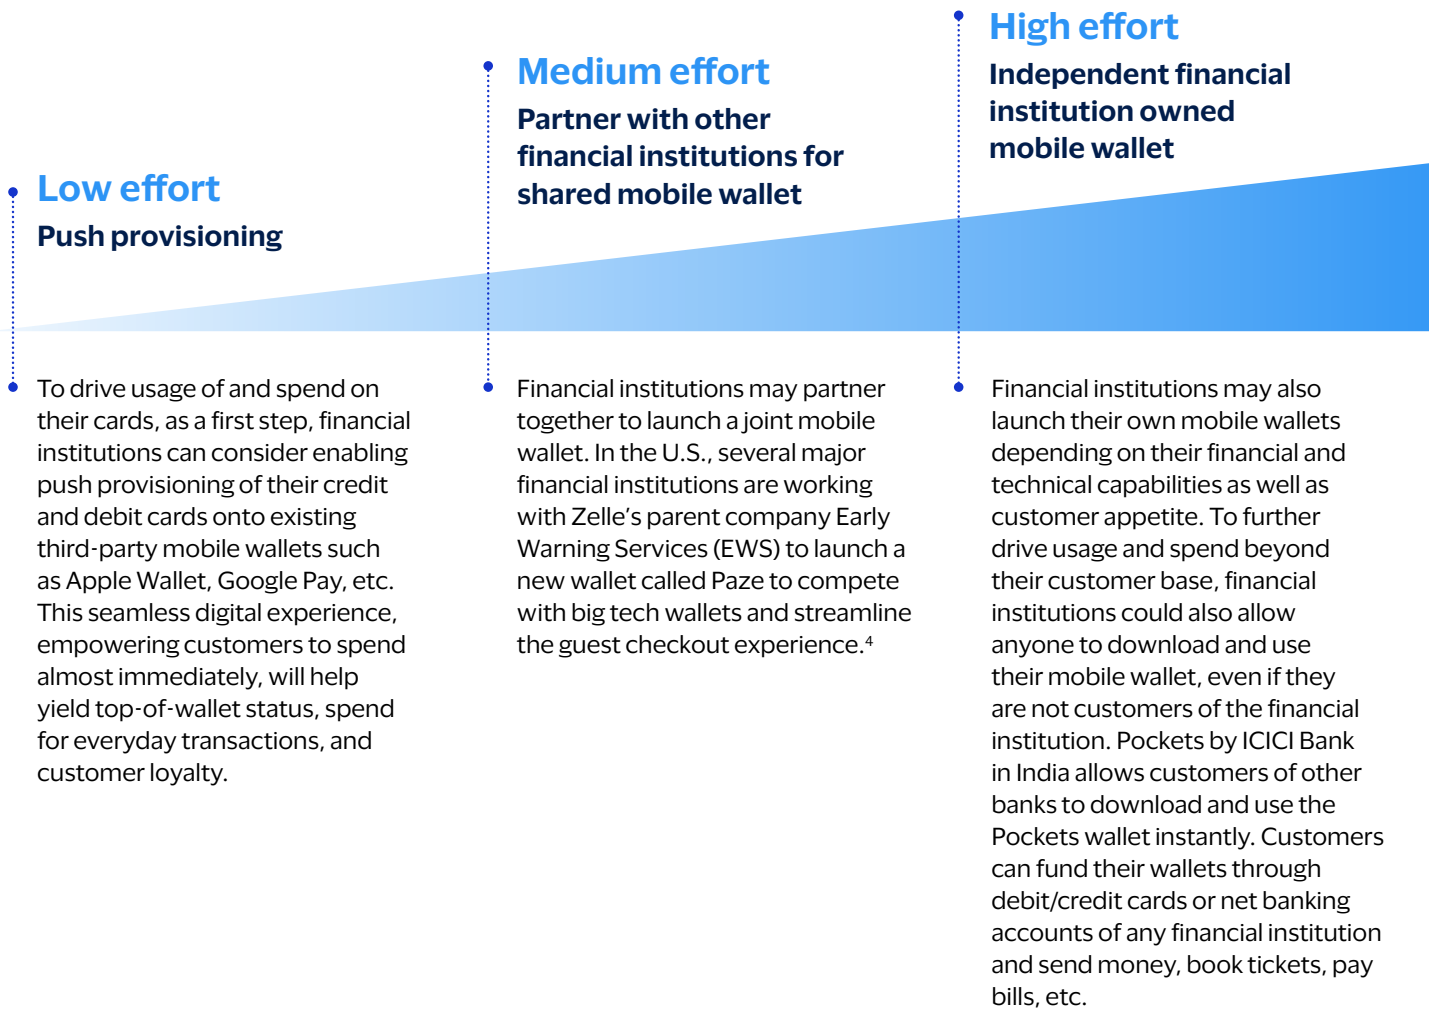 Low effort
Push provisioning
To drive usage of and spend on
their cards, as a first step, financial
institutions can consider enabling
push provisioning of their credit
and debit cards onto existing
third-party mobile wallets such
as Apple Wallet, Google Pay, etc.
This seamless digital experience,
empowering customers to spend
almost immediately, will help
yield top-of-wallet status, spend
for everyday transactions, and
customer loyalty.
Medium effort
Partner with other
financial institutions for
shared mobile wallet
Financial institutions may partner
together to launch a joint mobile
wallet. In the U.S., several major
financial institutions are working
with Zelle’s parent company Early
Warning Services (EWS) to launch a
new wallet called Paze to compete
with big tech wallets and streamline
the guest checkout experience.⁴
High effort
Independent financial
institution owned
mobile wallet
Financial institutions may also
launch their own mobile wallets
depending on their financial and
technical capabilities as well as
customer appetite. To further
drive usage and spend beyond
their customer base, financial
institutions could also allow
anyone to download and use
their mobile wallet, even if they
are not customers of the financial
institution. Pockets by ICICI Bank
in India allows customers of other
banks to download and use the
Pockets wallet instantly. Customers
can fund their wallets through
debit/credit cards or net banking
accounts of any financial institution
and send money, book tickets, pay
bills, etc.